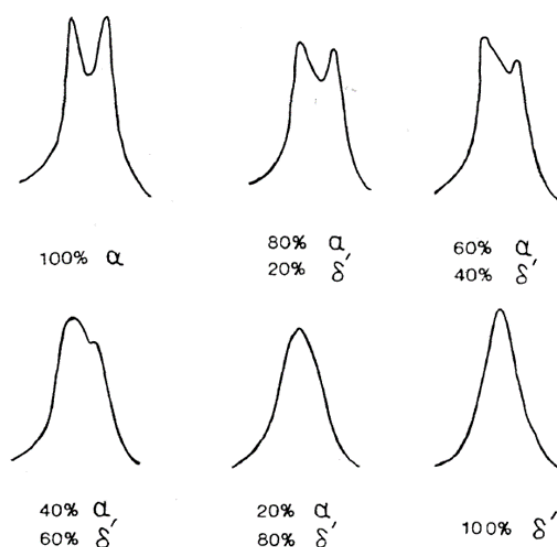 100% α
80% α
20% δ′
60% α
40% δ′
40% α
60% δ′
20% α
80% δ′
100% δ′